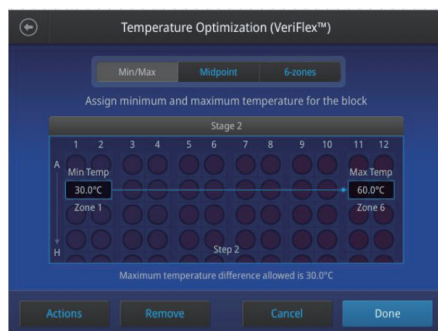 Temperature Optimization (VeriFlex™)
Min/Max Midpoint 6-zones
Assign minimum and maximum temperature for the block
Stage 2
1 2 3 4 5 6 7 8 9 10 11 12
A
Min Temp Max Temp
30.0°C 60.0°C
Zone 1 Zone 6
H
Step 2
Maximum temperature difference allowed is 30.0°C
Actions Remove Cancel Done